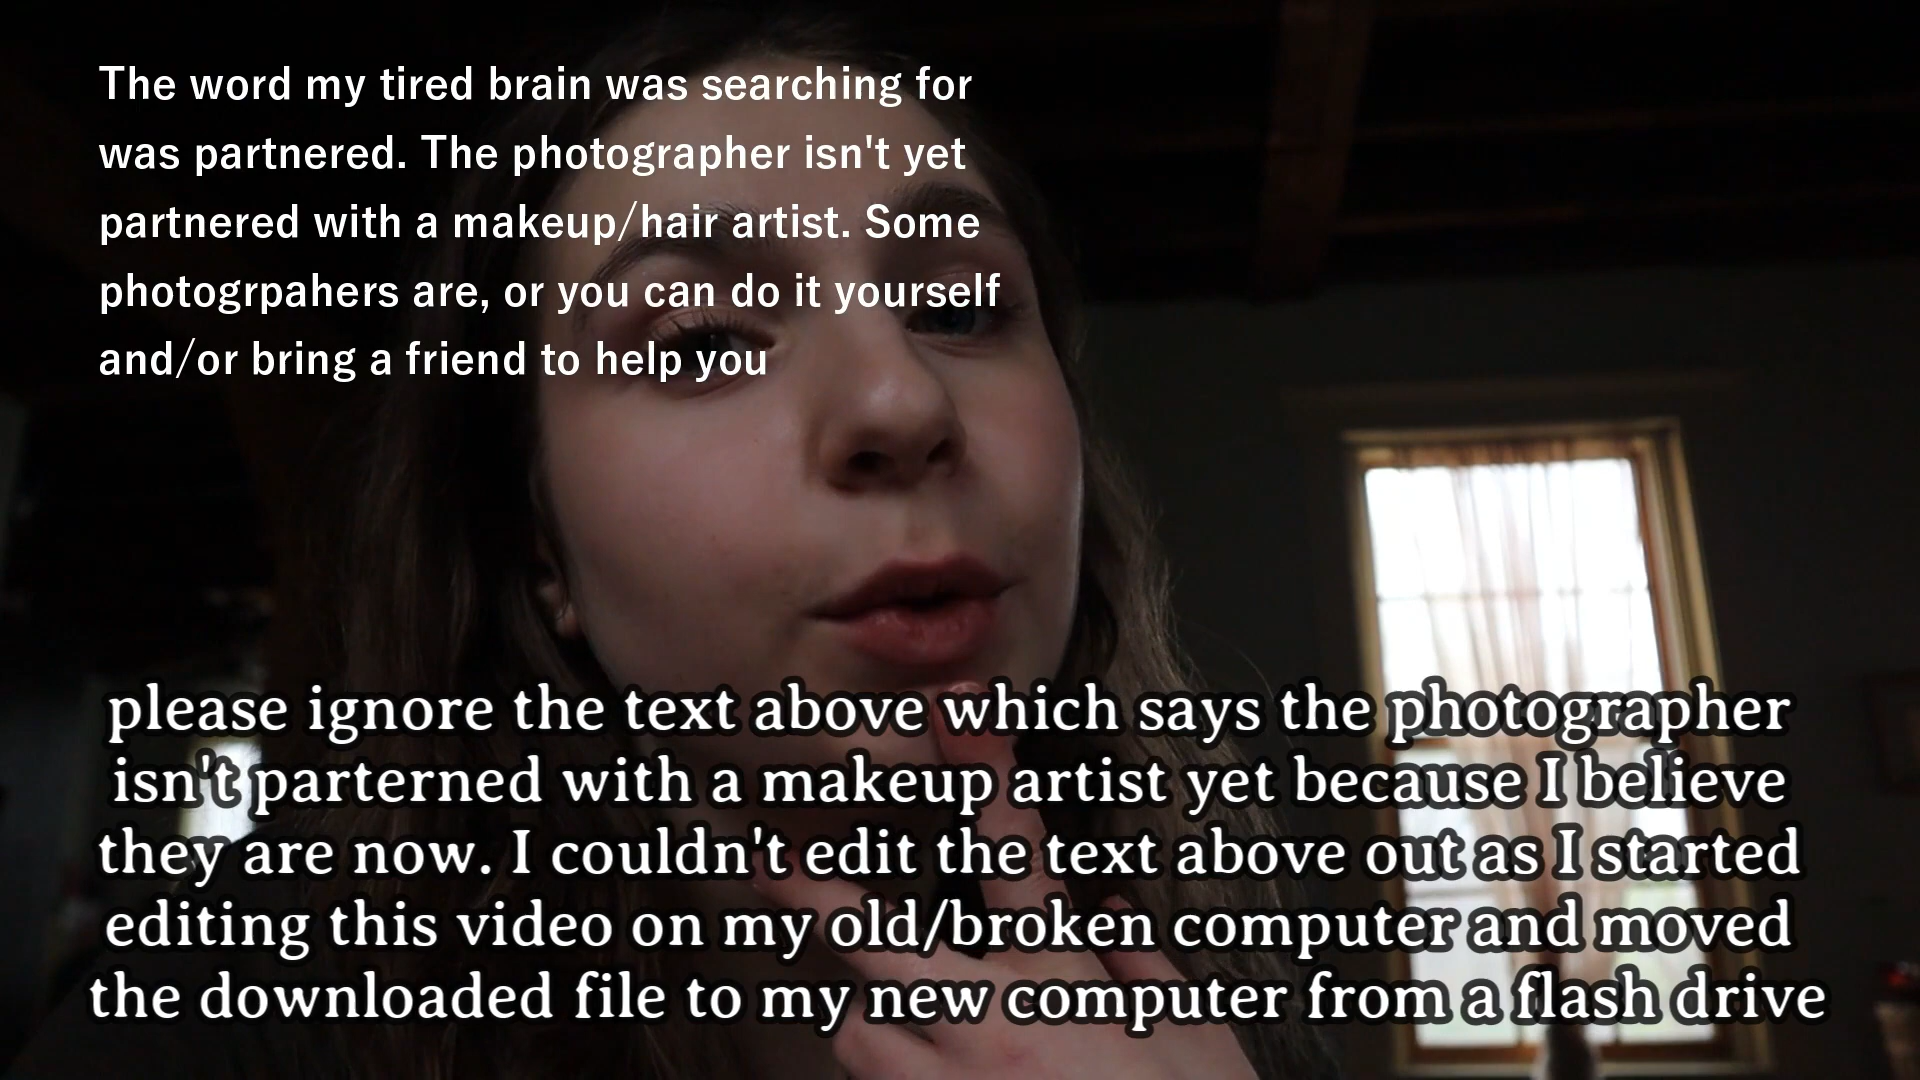 The word my tired brain was searching for
was partnered. The photographer isn't yet
partnered with a makeup/hair artist. Some
photogrpahers are, or you can do it yourself
and/or bring a friend to help you
please ignore the text above which says the photographer
isn't parterned with a makeup artist yet because I believe
they are now. I couldn't edit the text above out as I started
editing this video on my old/broken computer and moved
the downloaded file to my new computer from a flash drive